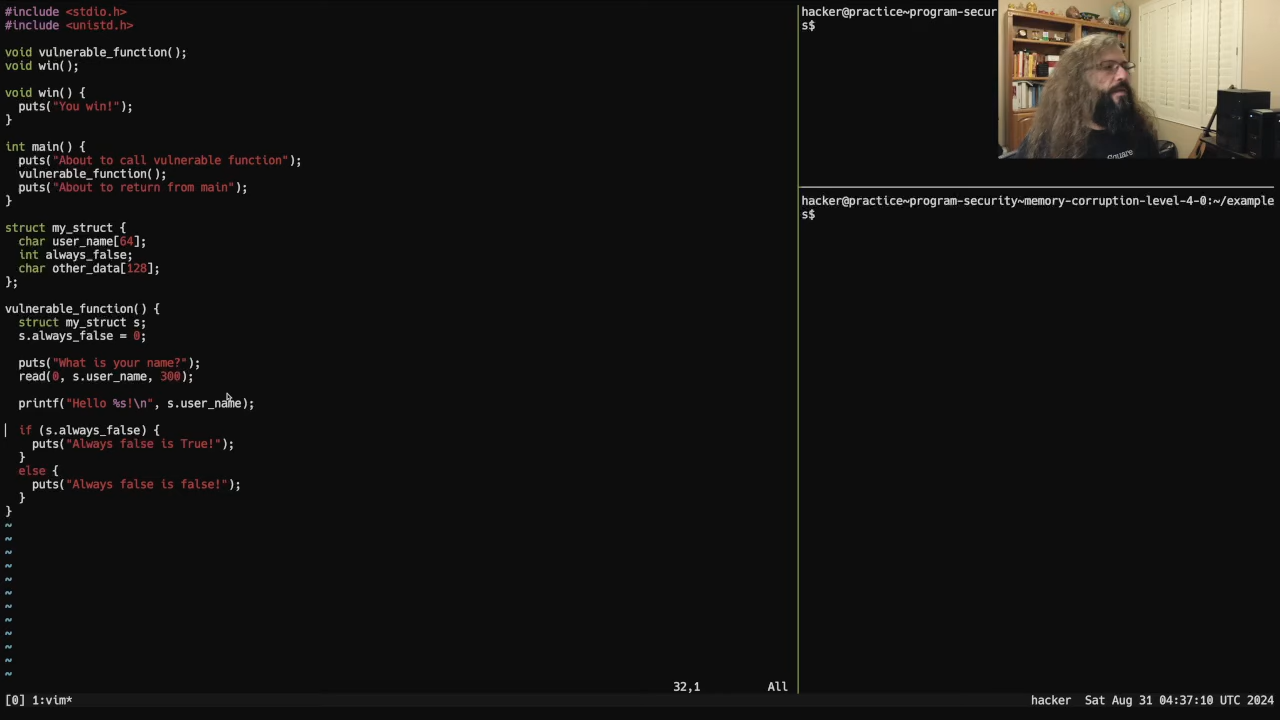 #include <stdio.h>
#include <unistd.h>
void vulnerable_function();
void win();
void win() {
puts("You win!");
}
int main() {
puts("About to call vulnerable function");
vulnerable_function();
puts("About to return from main");
}
struct my_struct {
char user_name[64];
int always_false;
char other_data[128];
};
vulnerable_function() {
struct my_struct s;
s.always_false = 0;
puts("What is your name?");
read(0, s.user_name, 300);
printf("Hello %s!\n", s.user_name);
if (s.always_false) {
puts("Always false is True!");
}
else {
puts("Always false is false!");
}
}
~
~
~
~
~
~
~
~
~
~
~
~
32,1 All
hacker@practice~program-secur
s$
Square
hacker@practice~program-security~memory-corruption-level-4-0:~/example
s$
[0] 1:vim*
hacker Sat Aug 31 04:37:10 UTC 2024